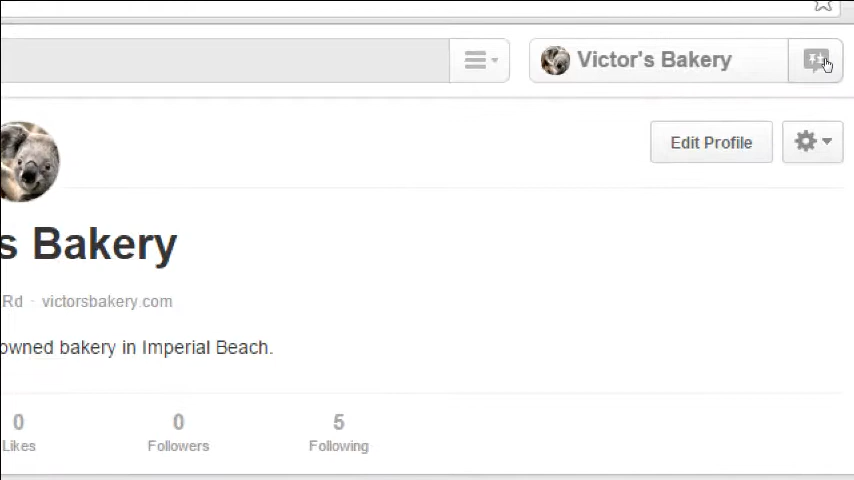 Victor's Bakery
Edit Profile
s Bakery
Rd · victorsbakery.com
owned bakery in Imperial Beach.
0 0 5
Likes Followers Following